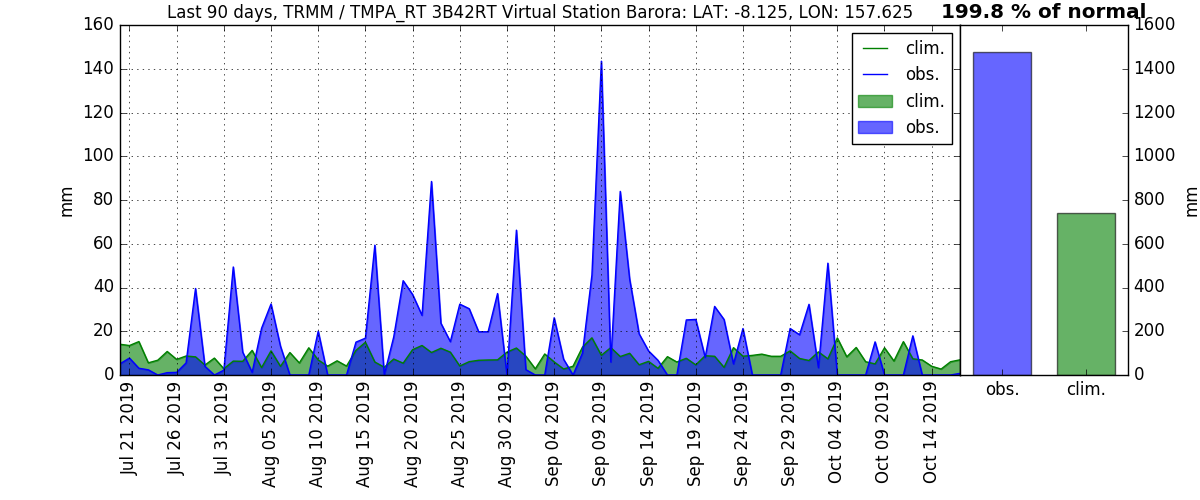 Last 90 days, TRMM / TMPA_RT 3B42RT Virtual Station Barora: LAT: -8.125, LON: 157.625
199.8 % of normal
160
140
120
100
80
60
40
20
0
mm
clim.
obs.
clim.
obs.
Jul 21 2019
Jul 26 2019
Jul 31 2019
Aug 05 2019
Aug 10 2019
Aug 15 2019
Aug 20 2019
Aug 25 2019
Aug 30 2019
Sep 04 2019
Sep 09 2019
Sep 14 2019
Sep 19 2019
Sep 24 2019
Sep 29 2019
Oct 04 2019
Oct 09 2019
Oct 14 2019
1600
1400
1200
1000
800
600
400
200
0
mm
obs.
clim.